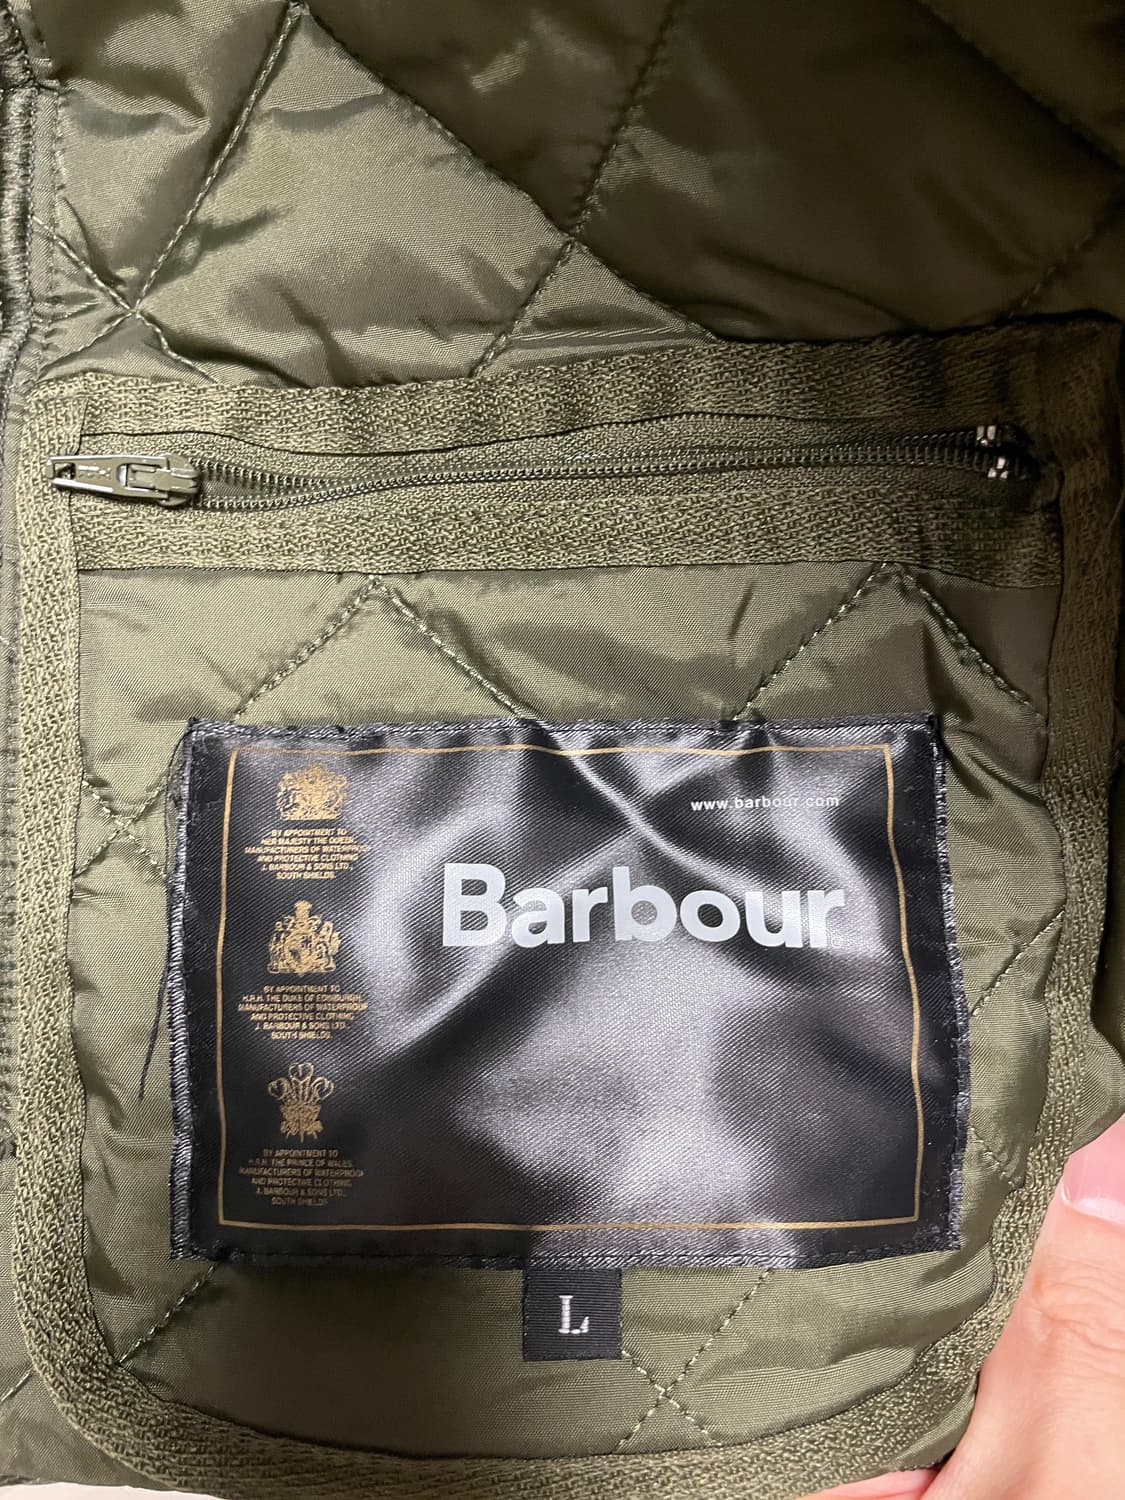 www.barbour.com
Barbour
BY APPOINTMENT TO
HER MAJESTY THE QUEEN
MANUFACTURERS OF WATERPROOF
AND PROTECTIVE CLOTHING
J. BARBOUR & SONS LTD.,
SOUTH SHIELDS.
BY APPOINTMENT TO
H.R.H. THE DUKE OF EDINBURGH,
MANUFACTURERS OF WATERPROOF
AND PROTECTIVE CLOTHING
J. BARBOUR & SONS LTD.,
SOUTH SHIELDS.
BY APPOINTMENT TO
H.R.H. THE PRINCE OF WALES,
MANUFACTURERS OF WATERPROOF
AND PROTECTIVE CLOTHING
J. BARBOUR & SONS LTD.,
SOUTH SHIELDS
L